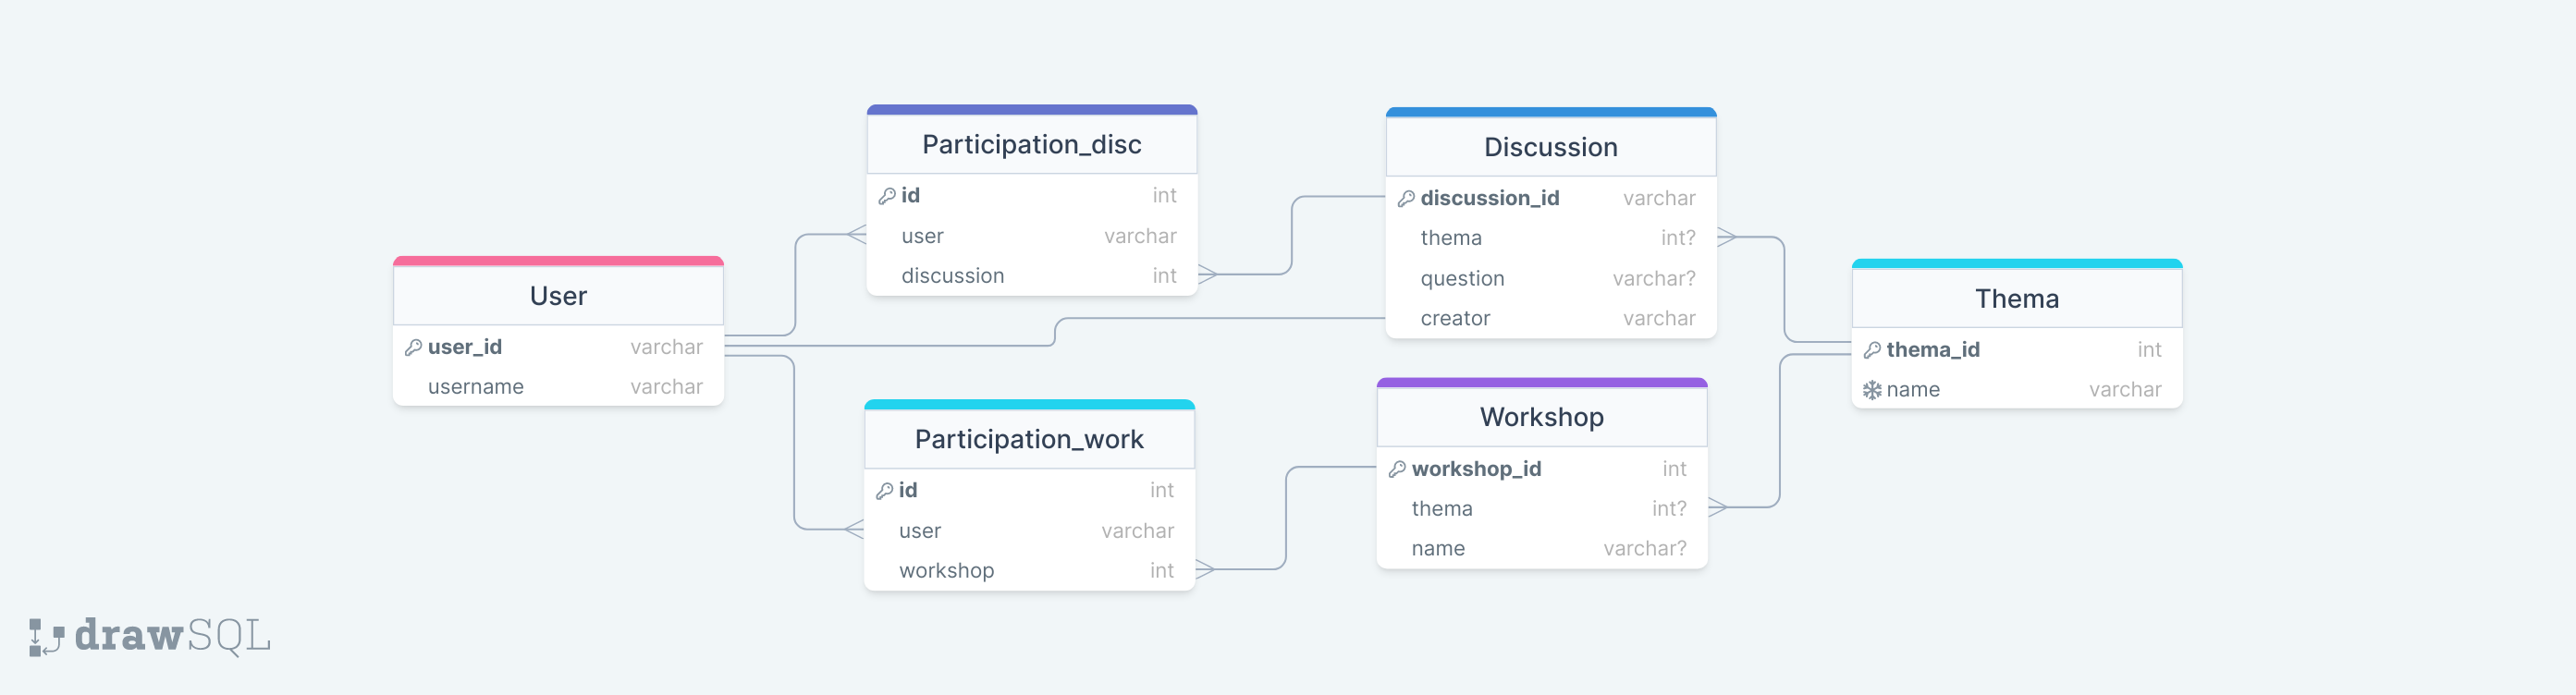 User
user_id varchar
username varchar
Participation_disc
id int
user varchar
discussion int
Participation_work
id int
user varchar
workshop int
Discussion
discussion_id varchar
thema int?
question varchar?
creator varchar
Workshop
workshop_id int
thema int?
name varchar?
Thema
thema_id int
name varchar
drawSQL